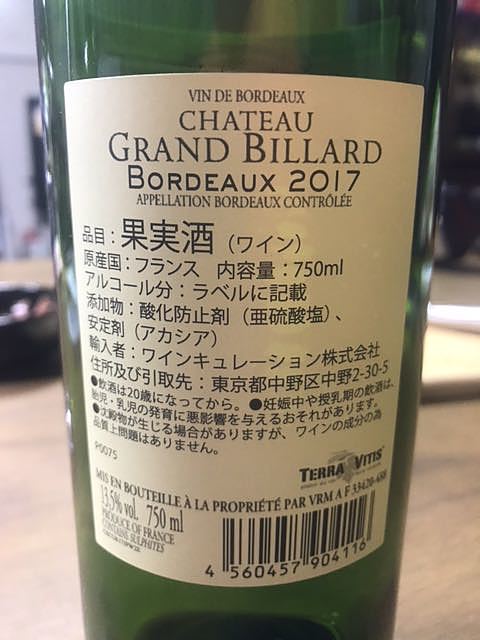 VIN DE BORDEAUX
CHATEAU
GRAND BILLARD
BORDEAUX 2017
APPELLATION BORDEAUX CONTRÔLÉE
品目：果実酒（ワイン）
原産国：フランス 内容量：750ml
アルコール分：ラベルに記載
添加物：酸化防止剤（亜硫酸塩）、
安定剤（アカシア）
輸入者：ワインキュレーション株式会社
住所及び引取先：東京都中野区中野2-30-5
●飲酒は20歳になってから。●妊娠中や授乳期の飲酒は、
胎児・乳児の発育に悪影響を与えるおそれがあります。
●沈殿物が生じる場合がありますが、ワインの成分の為
品質上問題はありません。
P0075
TERRA VITIS
MIS EN BOUTEILLE À LA PROPRIÉTÉ PAR VRM A F 33420-488
13.5% vol. 750 ml
PRODUCE OF FRANCE
CONTAINS SULPHITES
4 560457 904116